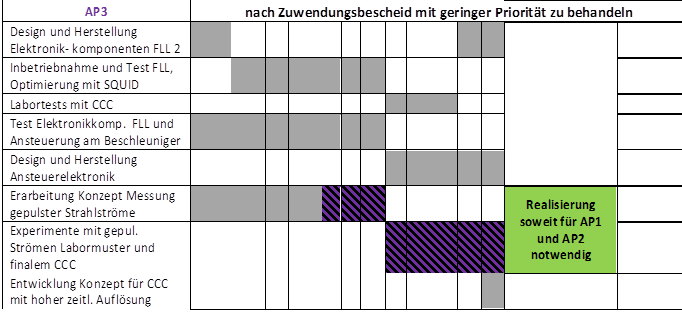 AP3
nach Zuwendungsbescheid mit geringer Priorität zu behandeln
Design und Herstellung
Elektronik- komponenten FLL 2
Inbetriebnahme und Test FLL,
Optimierung mit SQUID
Labortests mit CCC
Test Elektronikkomp. FLL und
Ansteuerung am Beschleuniger
Design und Herstellung
Ansteuerelektronik
Erarbeitung Konzept Messung
gepulster Strahlströme
Experimente mit gepul.
Strömen Labormuster und
finalem CCC
Realisierung
soweit für AP1
und AP2
notwendig
Entwicklung Konzept für CCC
mit hoher zeitl. Auflösung